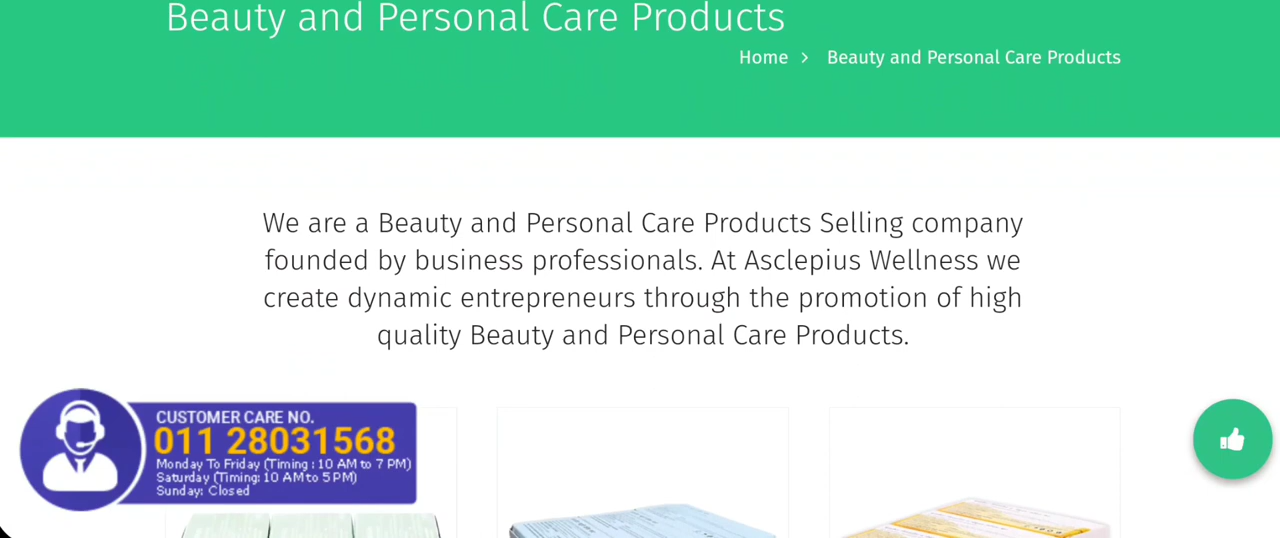 Beauty and Personal Care Products
Home > Beauty and Personal Care Products
We are a Beauty and Personal Care Products Selling company
founded by business professionals. At Asclepius Wellness we
create dynamic entrepreneurs through the promotion of high
quality Beauty and Personal Care Products.
CUSTOMER CARE NO.
011 28031568
Monday To Friday (Timing : 10 AM to 7 PM)
Saturday (Timing: 10 AM to 5 PM)
Sunday: Closed